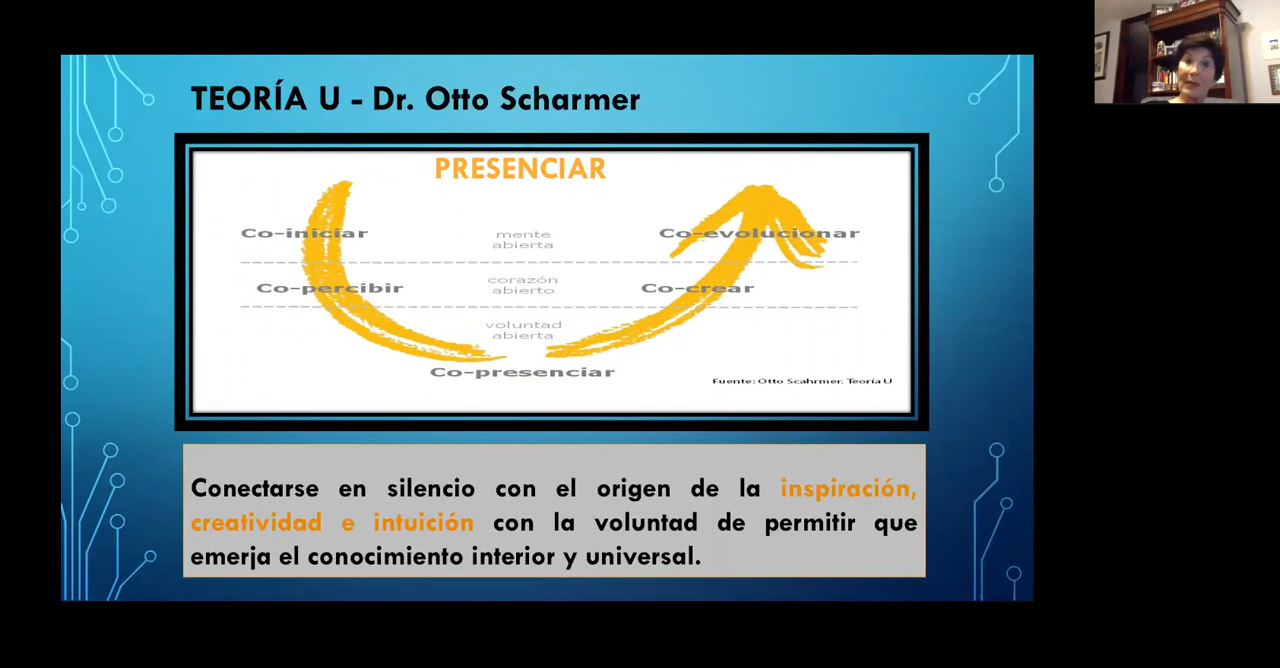 TEORÍA U - Dr. Otto Scharmer
PRESENCIAR
Co-iniciar
mente
abierta
Co-evolucionar
Co-percibir
corazón
abierto
Co-crear
voluntad
abierta
Co-presenciar
Fuente: Otto Scahrmer. Teoría U
Conectarse en silencio con el origen de la inspiración,
creatividad e intuición con la voluntad de permitir que
emerja el conocimiento interior y universal.